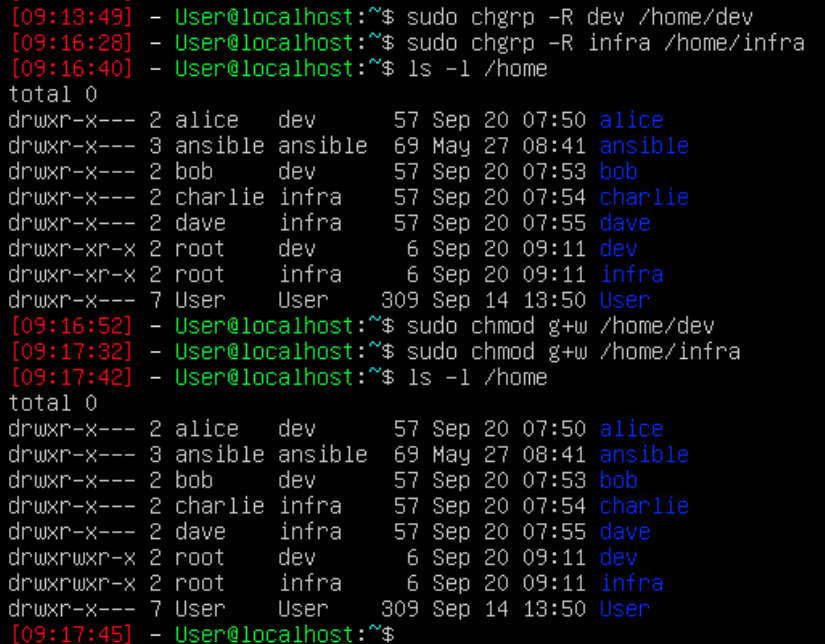 [09:13:49] - User@localhost:~$ sudo chgrp -R dev /home/dev
[09:16:28] - User@localhost:~$ sudo chgrp -R infra /home/infra
[09:16:40] - User@localhost:~$ ls -l /home
total 0
drwxr-x--- 2 alice   dev      57 Sep 20 07:50 alice
drwxr-x--- 3 ansible ansible  69 May 27 08:41 ansible
drwxr-x--- 2 bob     dev      57 Sep 20 07:53 bob
drwxr-x--- 2 charlie infra    57 Sep 20 07:54 charlie
drwxr-x--- 2 dave    infra    57 Sep 20 07:55 dave
drwxr-xr-x 2 root    dev       6 Sep 20 09:11 dev
drwxr-xr-x 2 root    infra     6 Sep 20 09:11 infra
drwxr-x--- 7 User    User    309 Sep 14 13:50 User
[09:16:52] - User@localhost:~$ sudo chmod g+w /home/dev
[09:17:32] - User@localhost:~$ sudo chmod g+w /home/infra
[09:17:42] - User@localhost:~$ ls -l /home
total 0
drwxr-x--- 2 alice   dev      57 Sep 20 07:50 alice
drwxr-x--- 3 ansible ansible  69 May 27 08:41 ansible
drwxr-x--- 2 bob     dev      57 Sep 20 07:53 bob
drwxr-x--- 2 charlie infra    57 Sep 20 07:54 charlie
drwxr-x--- 2 dave    infra    57 Sep 20 07:55 dave
drwxrwxr-x 2 root    dev       6 Sep 20 09:11 dev
drwxrwxr-x 2 root    infra     6 Sep 20 09:11 infra
drwxr-x--- 7 User    User    309 Sep 14 13:50 User
[09:17:45] - User@localhost:~$